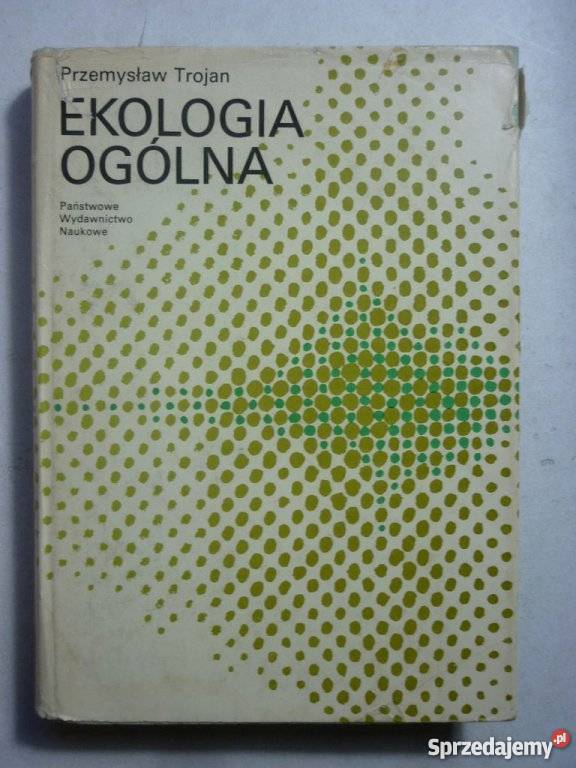 Przemysław Trojan
EKOLOGIA
OGÓLNA
Państwowe
Wydawnictwo
Naukowe
Sprzedajemy.pl